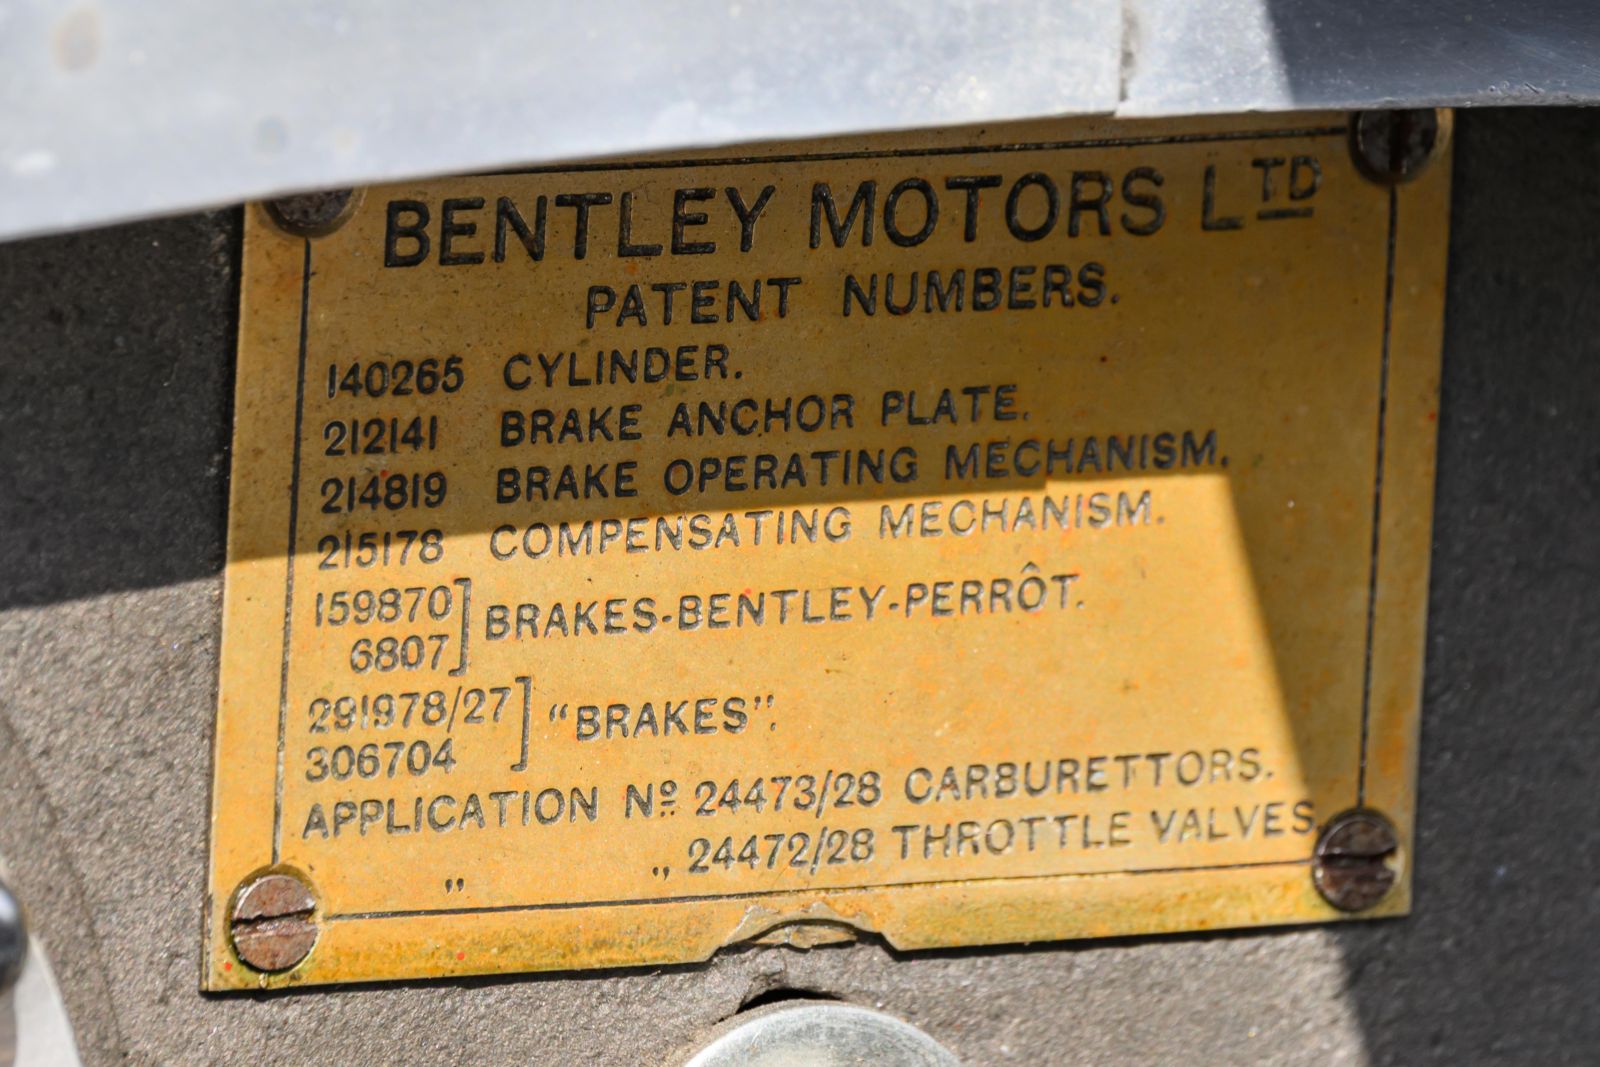 BENTLEY MOTORS LTD
PATENT NUMBERS.
140265 CYLINDER.
212141 BRAKE ANCHOR PLATE.
214819 BRAKE OPERATING MECHANISM.
215178 COMPENSATING MECHANISM.
159870] BRAKES-BENTLEY-PERRÔT.
6807]
291978/27] "BRAKES".
306704]
APPLICATION Nº 24473/28 CARBURETTORS.
" " 24472/28 THROTTLE VALVES.